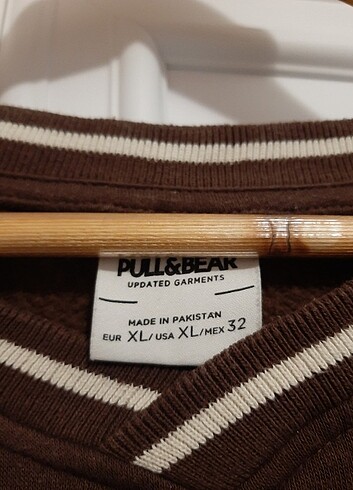 PULL&BEAR
UPDATED GARMENTS
MADE IN PAKISTAN
EUR XL/USA XL/MEX 32